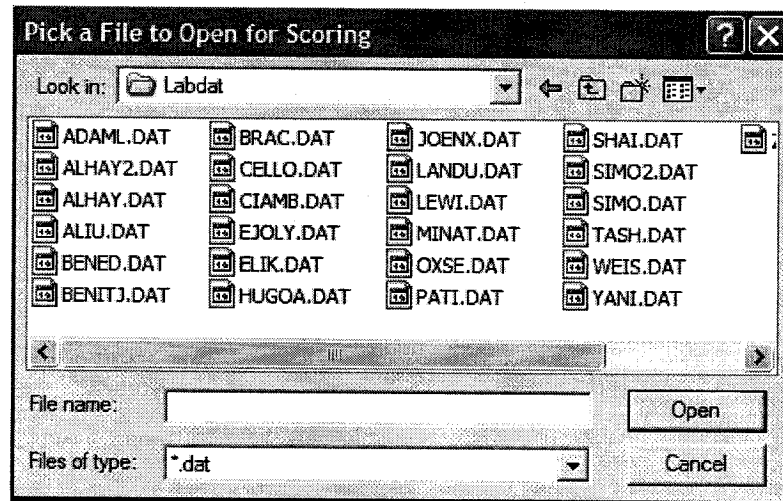 Pick a File to Open for Scoring
Look in: Labdat
ADAML.DAT BRAC.DAT JOENX.DAT SHAI.DAT
ALHAY2.DAT CELLO.DAT LANDU.DAT SIMO2.DAT
ALHAY.DAT CIAMB.DAT LEWI.DAT SIMO.DAT
ALIU.DAT EJOLY.DAT MINAT.DAT TASH.DAT
BENED.DAT ELIK.DAT OXSE.DAT WEIS.DAT
BENITJ.DAT HUGOA.DAT PATI.DAT YANI.DAT
File name: Open
Files of type: *.dat Cancel